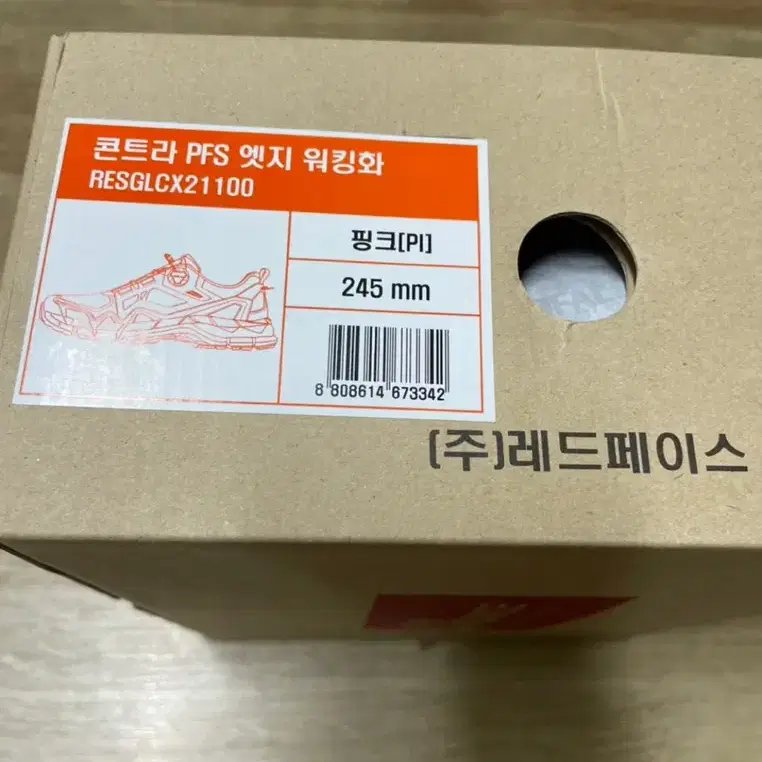 콘트라 PFS 엣지 워킹화
RESGLCX21100
핑크[PI]
245 mm
8 808614 673342
(주)레드페이스